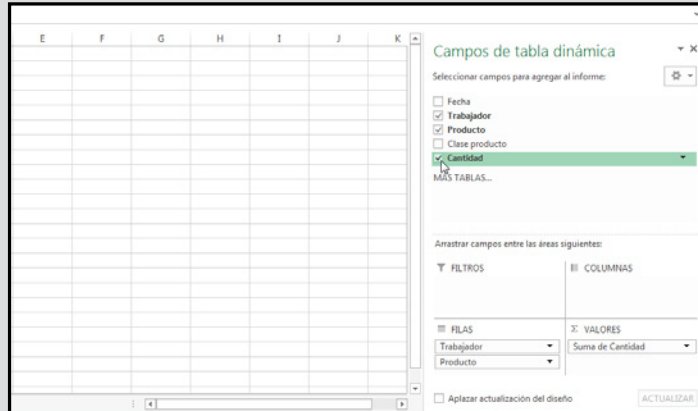 E F G H I J K
Campos de tabla dinámica
Seleccionar campos para agregar al informe:
Fecha
Trabajador
Producto
Clase producto
Cantidad
MÁS TABLAS...
Arrastrar campos entre las áreas siguientes:
FILTROS
COLUMNAS
FILAS
Σ VALORES
Trabajador
Suma de Cantidad
Producto
Aplazar actualización del diseño
ACTUALIZAR